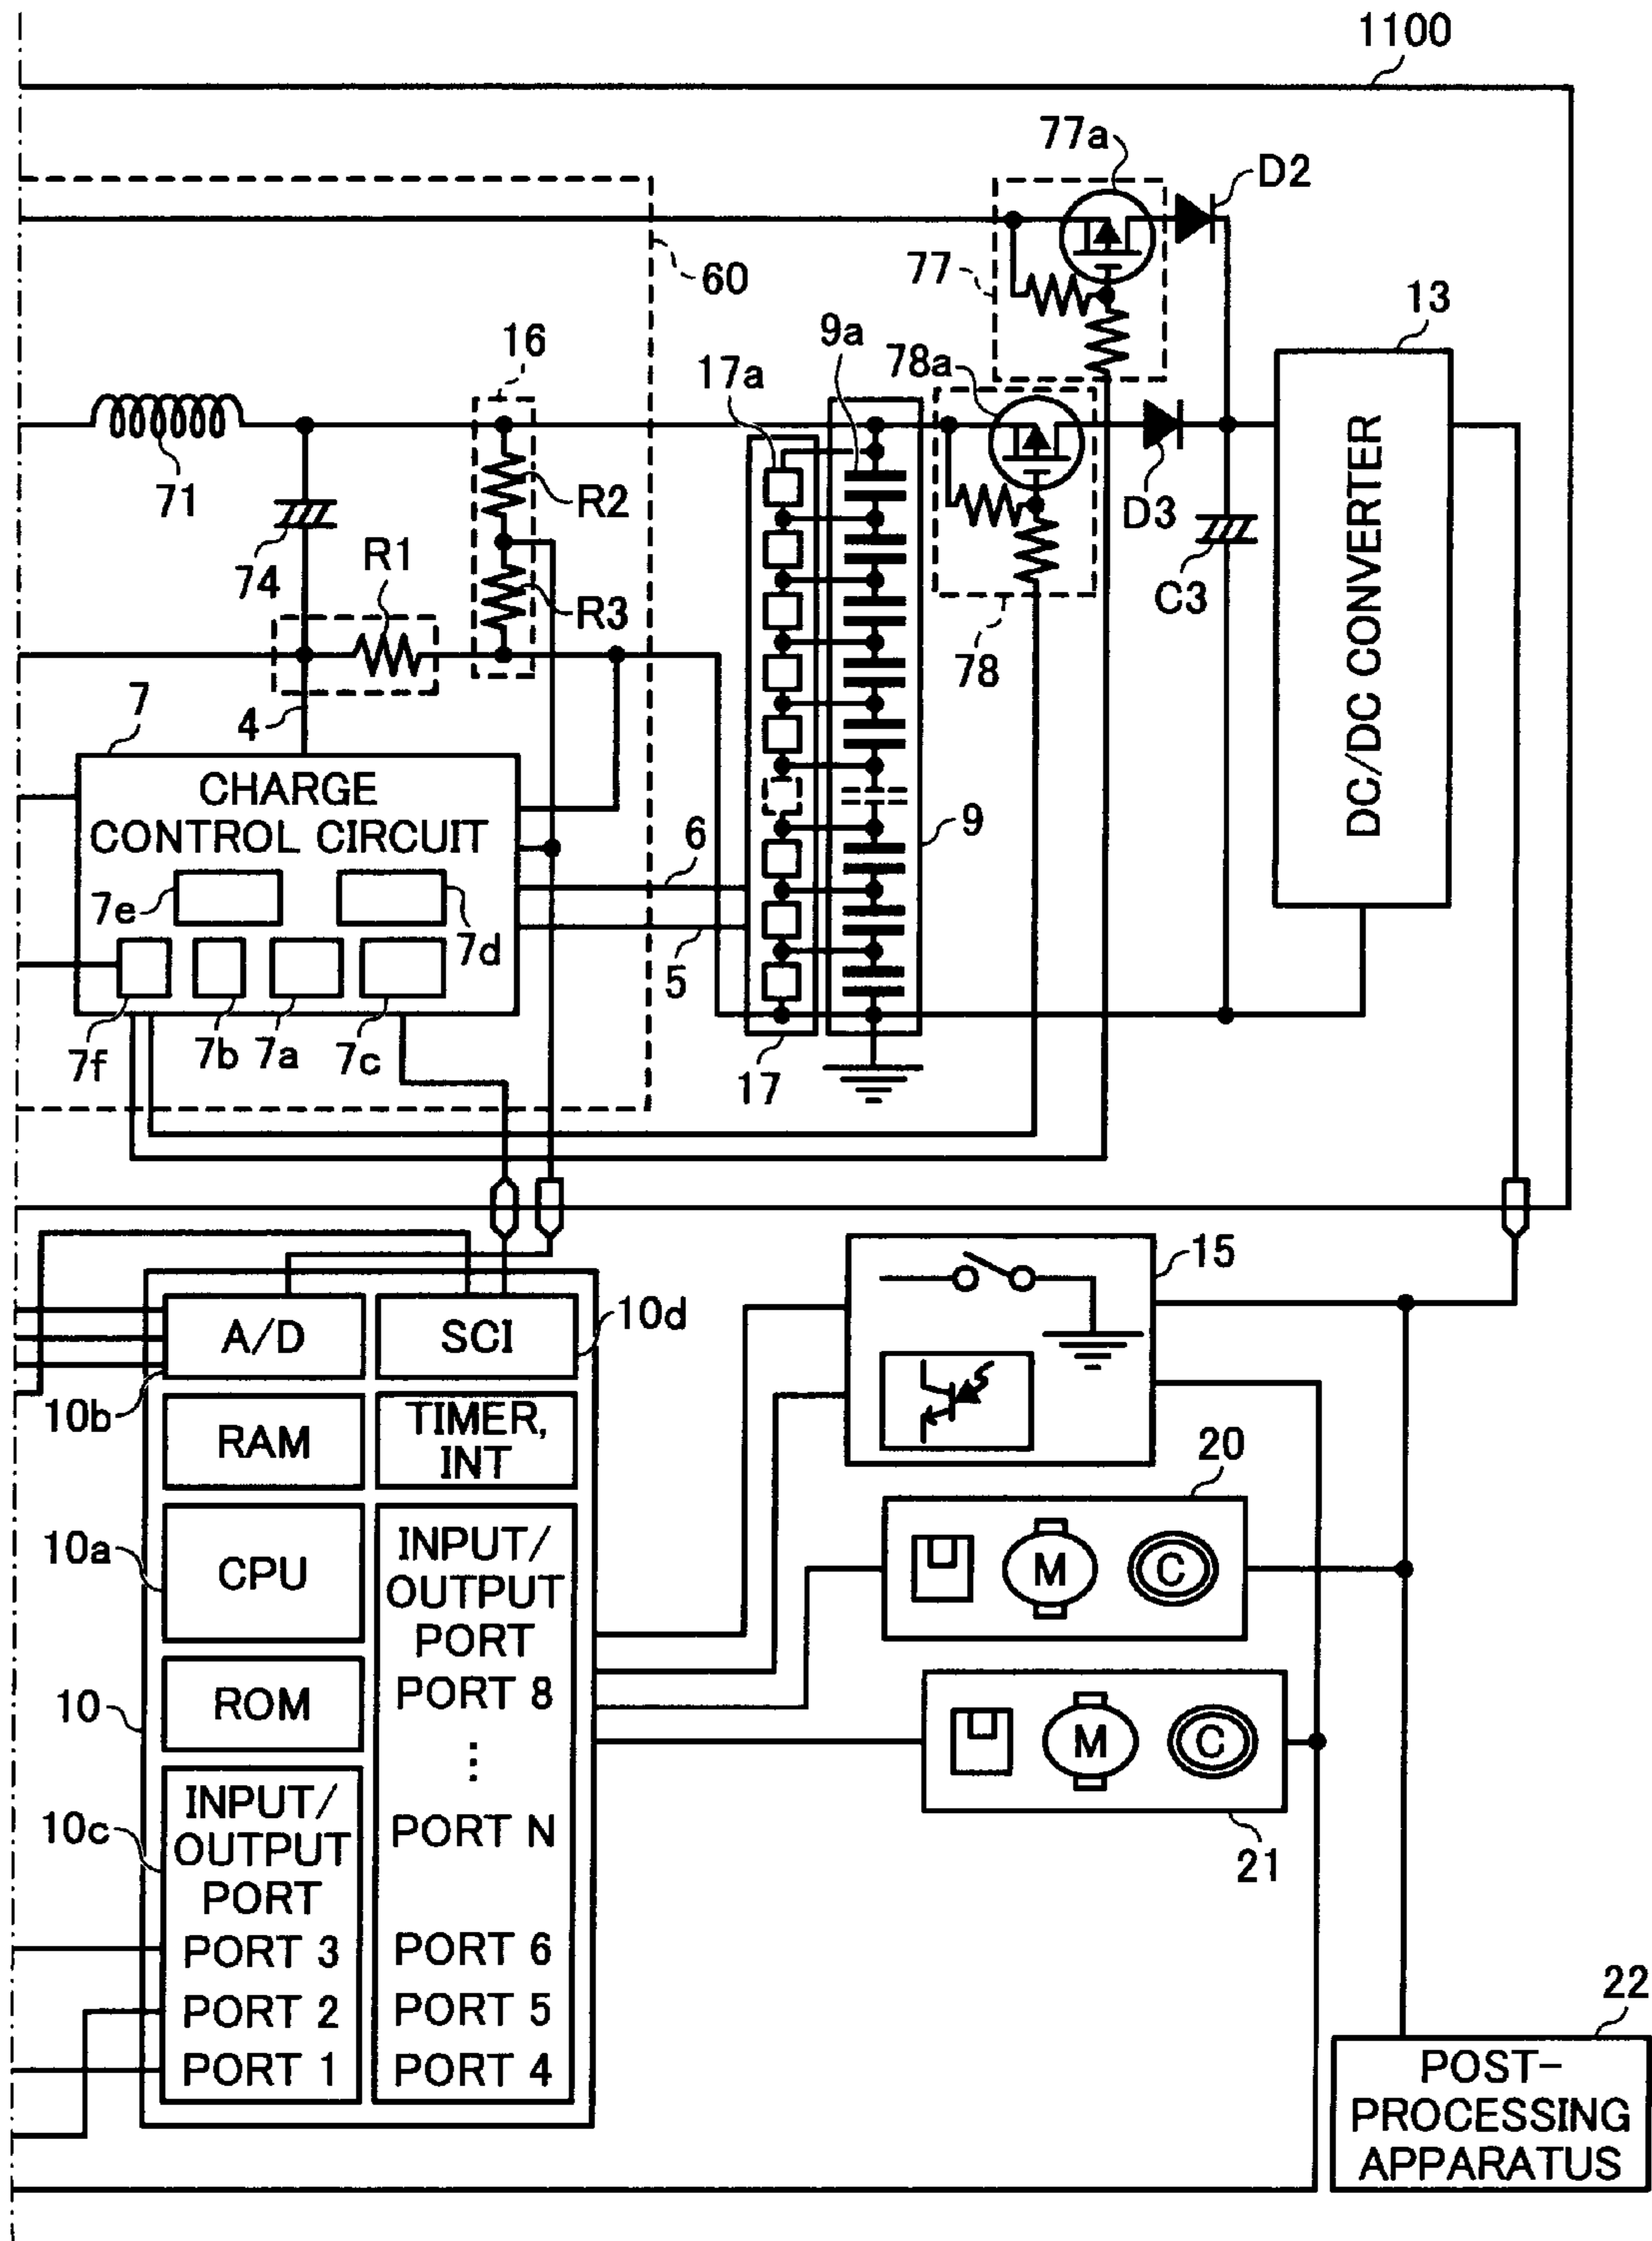 1100
77a
D2
77
60
13
16
9a
78a
17a
71
R2
D3
DC/DC CONVERTER
74
R1
R3
C3
78
7
4
CHARGE
CONTROL CIRCUIT
6
9
7e
7d
5
7f
7b
7a
7c
17
15
A/D
SCI
10d
10b
RAM
TIMER,
INT
20
10a
CPU
INPUT/
OUTPUT
PORT
M
C
10
ROM
PORT 8
M
C
INPUT/
OUTPUT
PORT
10c
PORT N
21
PORT 3
PORT 6
PORT 2
PORT 5
22
PORT 1
PORT 4
POST-
PROCESSING
APPARATUS